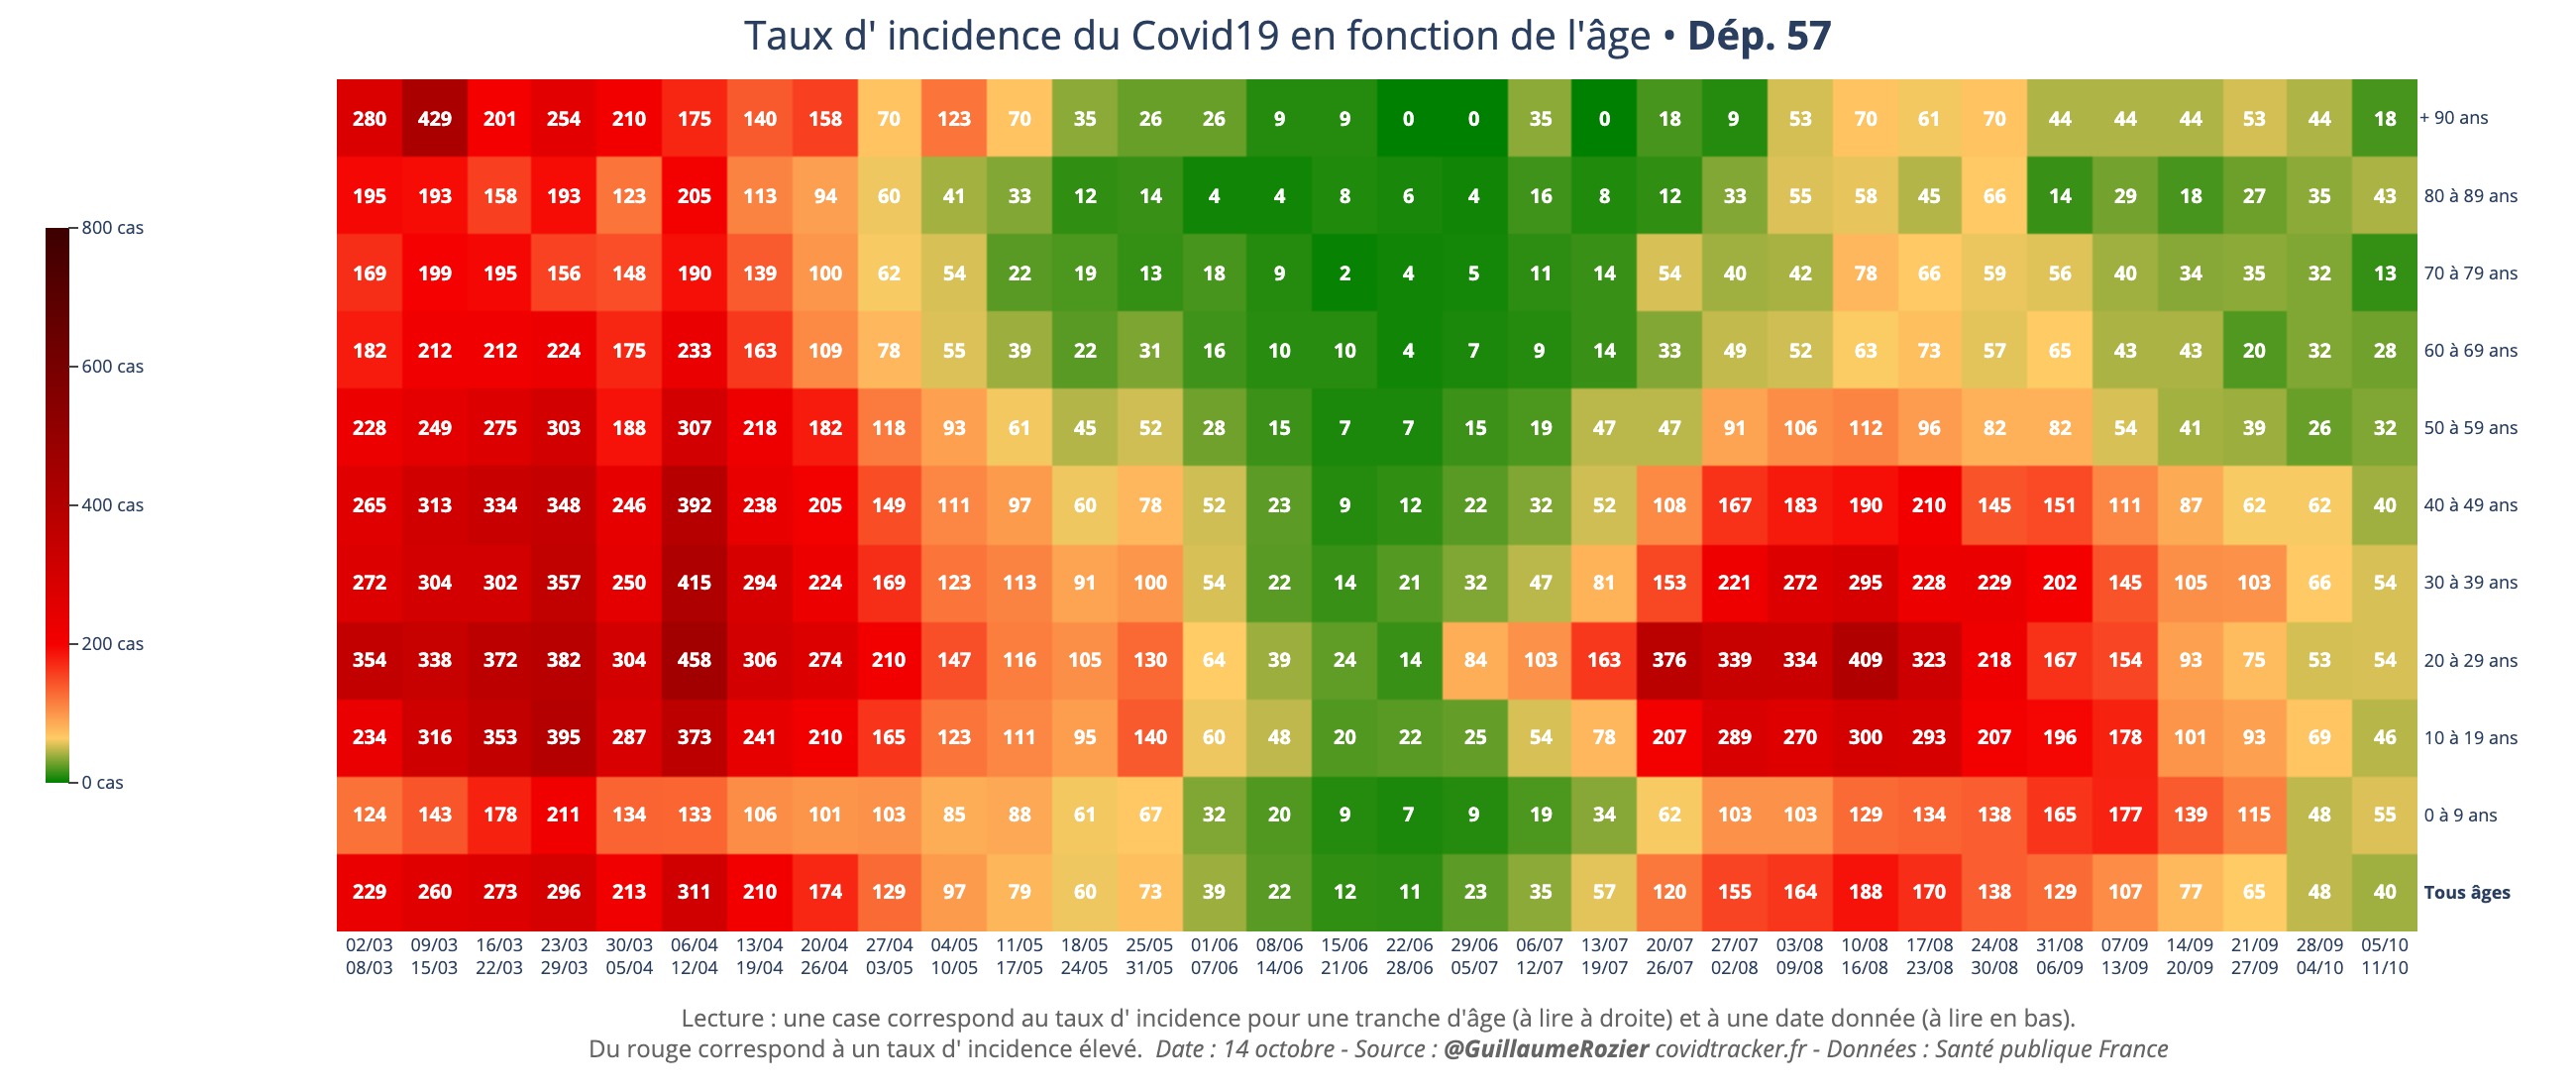 Taux d' incidence du Covid19 en fonction de l'âge • Dép. 57
800 cas
600 cas
400 cas
200 cas
0 cas
280 429 201 254 210 175 140 158 70 123 70 35 26 26 9 9 0 0 35 0 18 9 53 70 61 70 44 44 44 53 44 18 + 90 ans
195 193 158 193 123 205 113 94 60 41 33 12 14 4 4 8 6 4 16 8 12 33 55 58 45 66 14 29 18 27 35 43 80 à 89 ans
169 199 195 156 148 190 139 100 62 54 22 19 13 18 9 2 4 5 11 14 54 40 42 78 66 59 56 40 34 35 32 13 70 à 79 ans
182 212 212 224 175 233 163 109 78 55 39 22 31 16 10 10 4 7 9 14 33 49 52 63 73 57 65 43 43 20 32 28 60 à 69 ans
228 249 275 303 188 307 218 182 118 93 61 45 52 28 15 7 7 15 19 47 47 91 106 112 96 82 82 54 41 39 26 32 50 à 59 ans
265 313 334 348 246 392 238 205 149 111 97 60 78 52 23 9 12 22 32 52 108 167 183 190 210 145 151 111 87 62 62 40 40 à 49 ans
272 304 302 357 250 415 294 224 169 123 113 91 100 54 22 14 21 32 47 81 153 221 272 295 228 229 202 145 105 103 66 54 30 à 39 ans
354 338 372 382 304 458 306 274 210 147 116 105 130 64 39 24 14 84 103 163 376 339 334 409 323 218 167 154 93 75 53 54 20 à 29 ans
234 316 353 395 287 373 241 210 165 123 111 95 140 60 48 20 22 25 54 78 207 289 270 300 293 207 196 178 101 93 69 46 10 à 19 ans
124 143 178 211 134 133 106 101 103 85 88 61 67 32 20 9 7 9 19 34 62 103 103 129 134 138 165 177 139 115 48 55 0 à 9 ans
229 260 273 296 213 311 210 174 129 97 79 60 73 39 22 12 11 23 35 57 120 155 164 188 170 138 129 107 77 65 48 40 Tous âges
02/03 09/03 16/03 23/03 30/03 06/04 13/04 20/04 27/04 04/05 11/05 18/05 25/05 01/06 08/06 15/06 22/06 29/06 06/07 13/07 20/07 27/07 03/08 10/08 17/08 24/08 31/08 07/09 14/09 21/09 28/09 05/10
08/03 15/03 22/03 29/03 05/04 12/04 19/04 26/04 03/05 10/05 17/05 24/05 31/05 07/06 14/06 21/06 28/06 05/07 12/07 19/07 26/07 02/08 09/08 16/08 23/08 30/08 06/09 13/09 20/09 27/09 04/10 11/10
Lecture : une case correspond au taux d' incidence pour une tranche d'âge (à lire à droite) et à une date donnée (à lire en bas).
Du rouge correspond à un taux d' incidence élevé. Date : 14 octobre - Source : @GuillaumeRozier covidtracker.fr - Données : Santé publique France